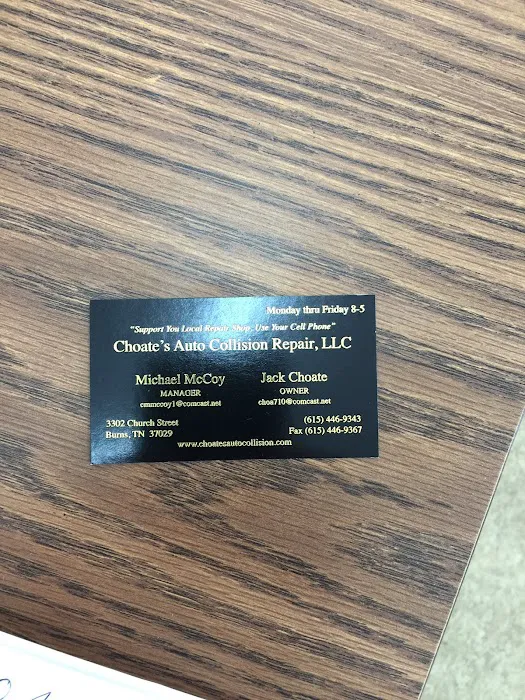 Monday thru Friday 8-5
"Support You Local Repair Shop, Use Your Cell Phone"
Choate's Auto Collision Repair, LLC
Michael McCoy Jack Choate
MANAGER OWNER
cmmccoy1@comcast.net choa710@comcast.net
3302 Church Street (615) 446-9343
Burns, TN 37029 Fax (615) 446-9367
www.choatesautocollision.com